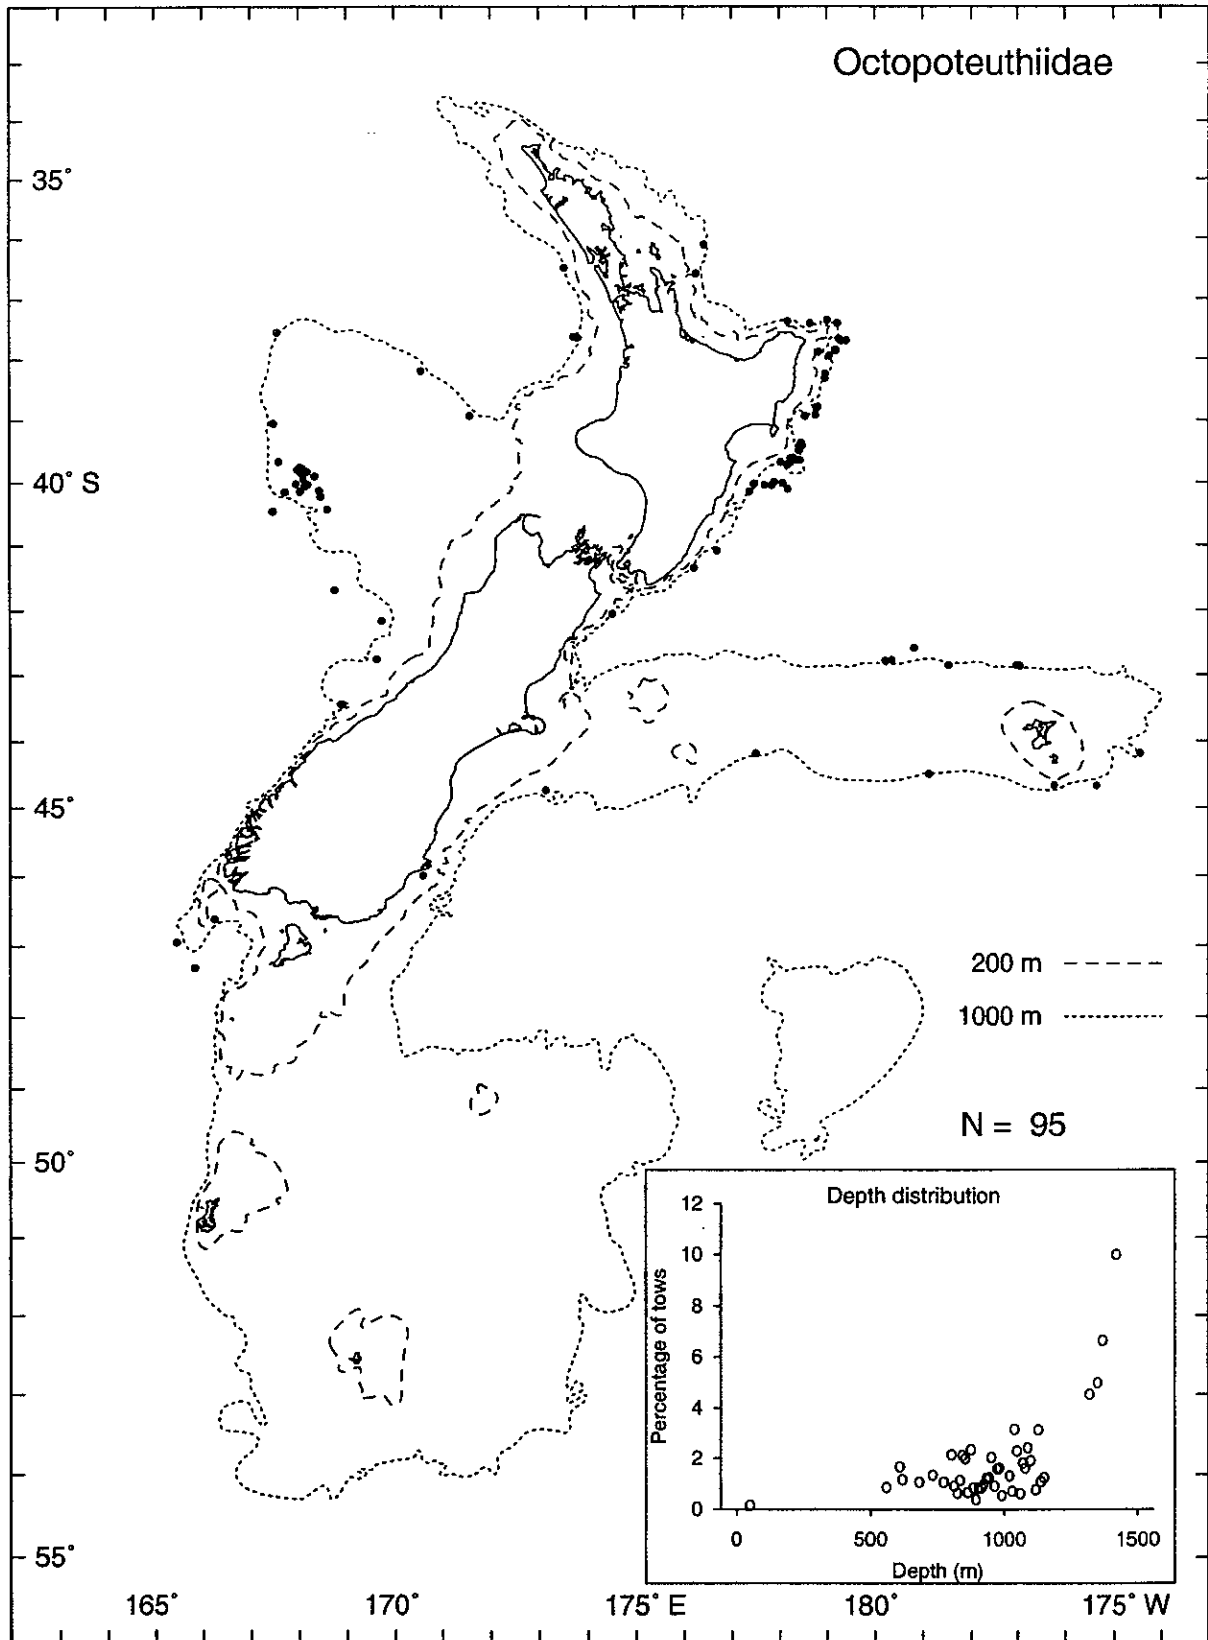 Octopoteuthiidae
35°
40° S
45°
200 m
1000 m
N = 95
50°
Depth distribution
12
10
8
6
4
2
0
Percentage of tows
0 500 1000 1500
Depth (m)
55°
165° 170° 175° E 180° 175° W